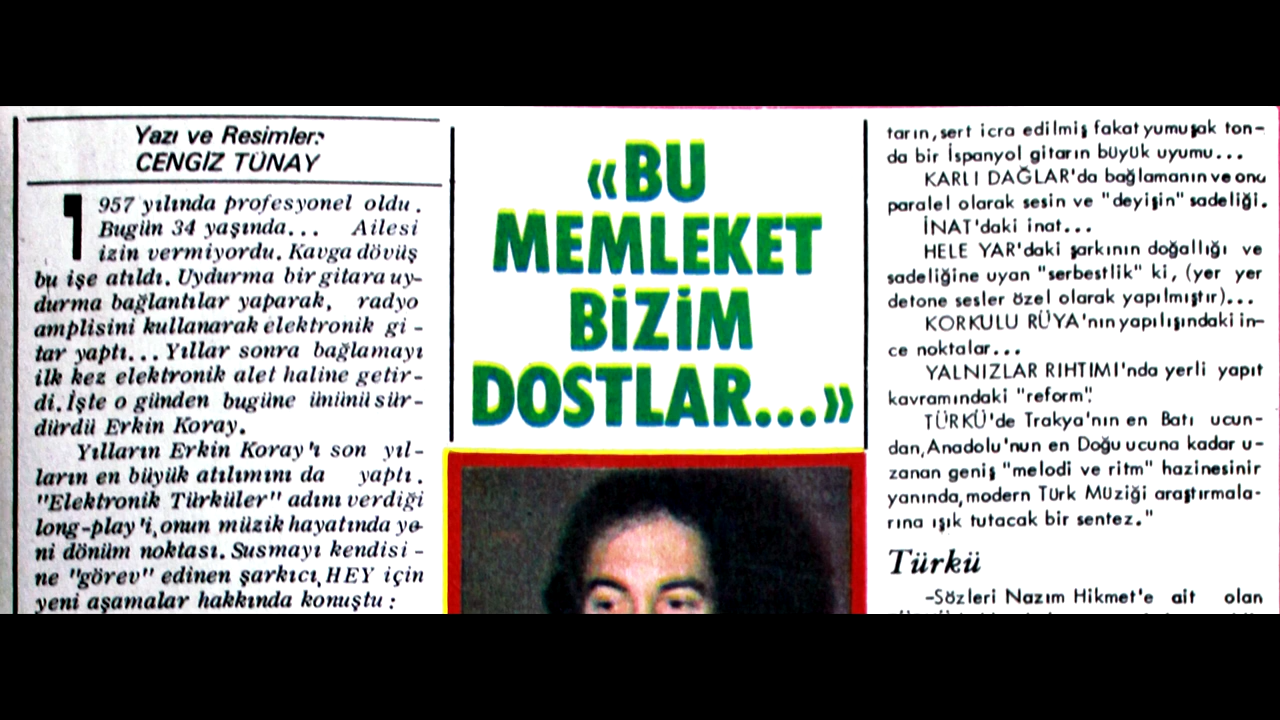 Yazı ve Resimler:
CENGİZ TUNAY
1957 yılında profesyonel oldu.
Bugün 34 yaşında... Ailesi
izin vermiyordu. Kavga dövüş
bu işe atıldı. Uydurma bir gitara uy-
durma bağlantılar yaparak, radyo
amplisini kullanarak elektronik gi-
tar yaptı... Yıllar sonra bağlamayı
ilk kez elektronik alet haline getir-
di. İşte o günden bugüne ününü sür-
dürdü Erkin Koray.
Yılların Erkin Koray'ı son yıl-
ların en büyük atılımını da yaptı.
"Elektronik Türküler" adını verdiği
long-play'i, onun müzik hayatında ye-
ni dönüm noktası. Susmayı kendisi-
ne "görev" edinen şarkıcı, HEY için
yeni aşamalar hakkında konuştu:
«BU
MEMLEKET
BİZİM
DOSTLAR...»
tarın, sert icra edilmiş fakat yumuşak ton-
da bir İspanyol gitarın büyük uyumu...
KARLI DAĞLAR'da bağlamanın ve ona
paralel olarak sesin ve "deyişin" sadeliği.
İNAT'daki inat...
HELE YAR'daki şarkının doğallığı ve
sadeliğine uyan "serbestlik" ki, (yer yer
detone sesler özel olarak yapılmıştır)...
KORKULU RÜYA'nın yapılışındaki in-
ce noktalar...
YALNIZLAR RIHTIMI'nda yerli yapıt
kavramındaki "reform".
TÜRKÜ'de Trakya'nın en Batı ucun-
dan, Anadolu'nun en Doğu ucuna kadar u-
zanan geniş "melodi ve ritm" hazinesinir
yanında, modern Türk Müziği araştırmala-
rına ışık tutacak bir sentez."
Türkü
-Sözleri Nazım Hikmet'e ait olan